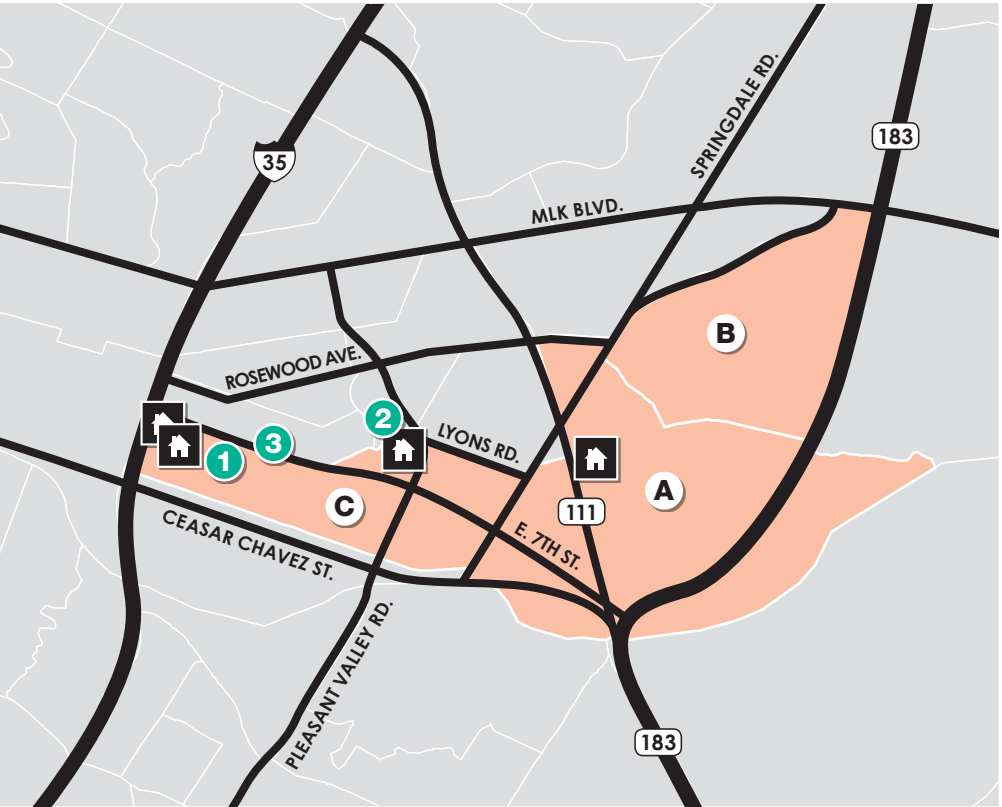 SPRINGDALE RD.
183
35
MLK BLVD.
B
ROSEWOOD AVE.
2
LYONS RD.
3
1
A
C
111
CEASAR CHAVEZ ST.
E. 7TH ST.
PLEASANT VALLEY RD.
183